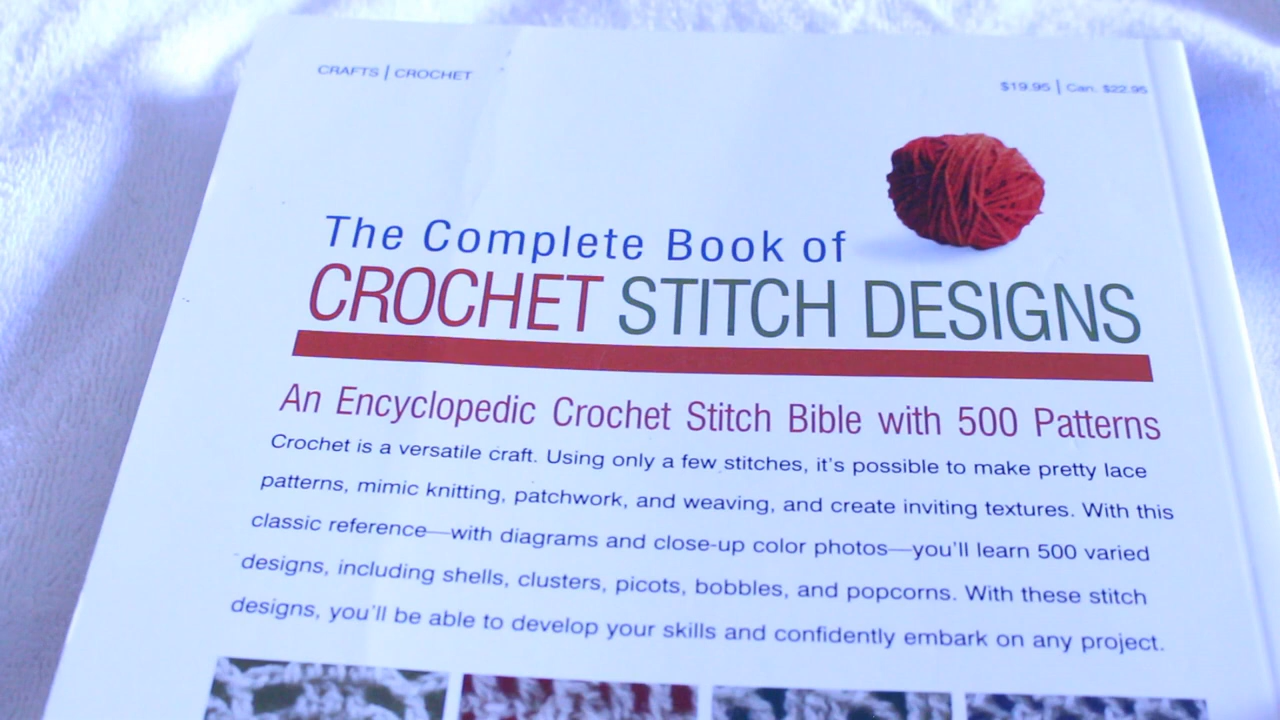 CRAFTS | CROCHET
$19.95 | Can. $22.95
The Complete Book of
CROCHET STITCH DESIGNS
An Encyclopedic Crochet Stitch Bible with 500 Patterns
Crochet is a versatile craft. Using only a few stitches, it's possible to make pretty lace
patterns, mimic knitting, patchwork, and weaving, and create inviting textures. With this
classic reference—with diagrams and close-up color photos—you'll learn 500 varied
designs, including shells, clusters, picots, bobbles, and popcorns. With these stitch
designs, you'll be able to develop your skills and confidently embark on any project.